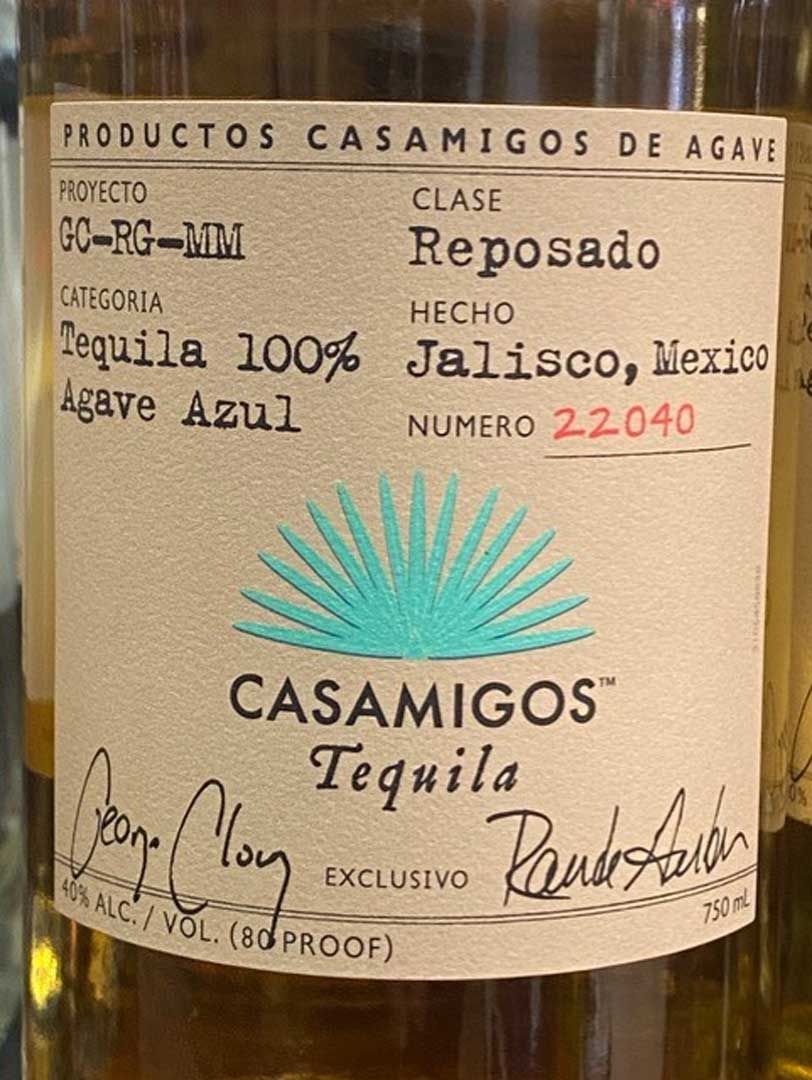 PRODUCTOS CASAMIGOS DE AGAVE
PROYECTO
GC-RG-MM
CLASE
Reposado
CATEGORIA
Tequila 100%
Agave Azul
HECHO
Jalisco, Mexico
NUMERO 22040
CASAMIGOS™
Tequila
EXCLUSIVO
40% ALC. / VOL. (80 PROOF)
750 mL